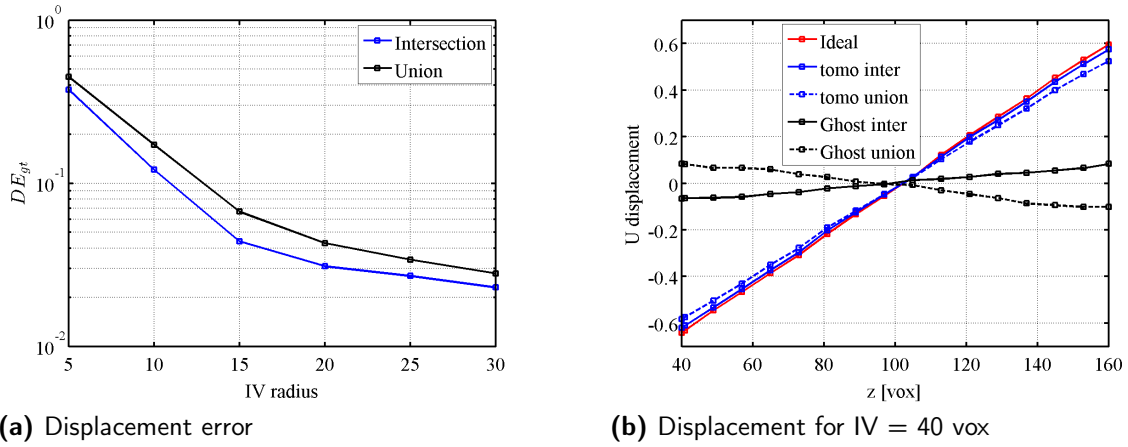 10^0
10^-1
10^-2
DE_gt
5
10
15
20
25
30
IV radius
Intersection
Union
(a) Displacement error
0.6
0.4
0.2
0
-0.2
-0.4
-0.6
U displacement
40
60
80
100
120
140
160
z [vox]
Ideal
tomo inter
tomo union
Ghost inter
Ghost union
(b) Displacement for IV = 40 vox